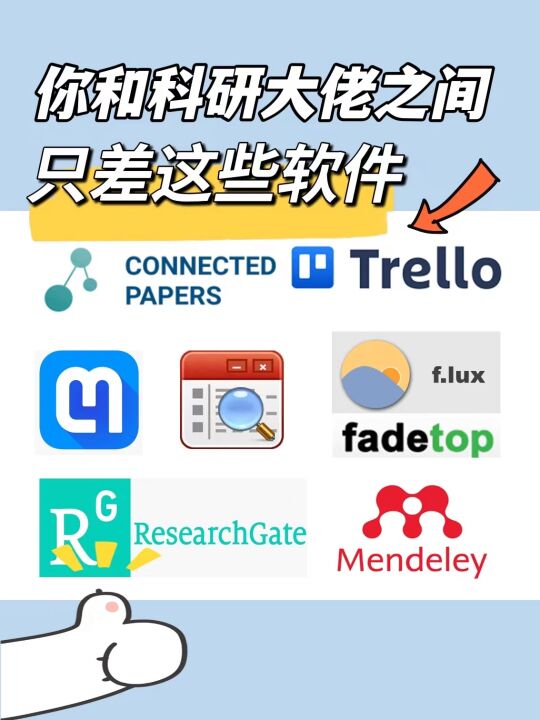 你和科研大佬之间
只差这些软件
CONNECTED
PAPERS
Trello
f.lux
fadetop
RG
ResearchGate
Mendeley